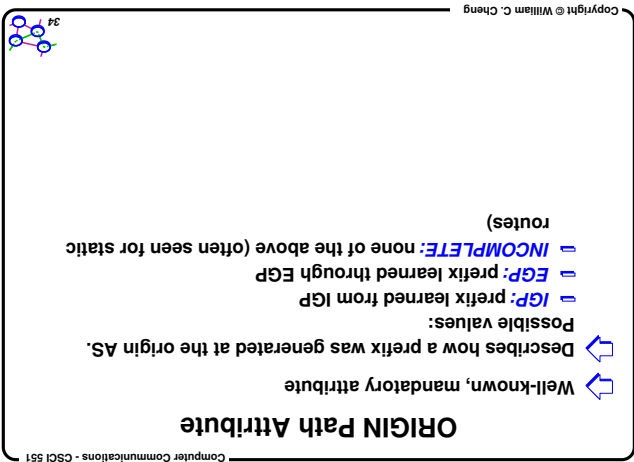 Computer Communications - CSCI 551
ORIGIN Path Attribute
Well-known, mandatory attribute
Describes how a prefix was generated at the origin AS.
Possible values:
IGP: prefix learned from IGP
EGP: prefix learned through EGP
INCOMPLETE: none of the above (often seen for static
routes)
34
Copyright © William C. Cheng